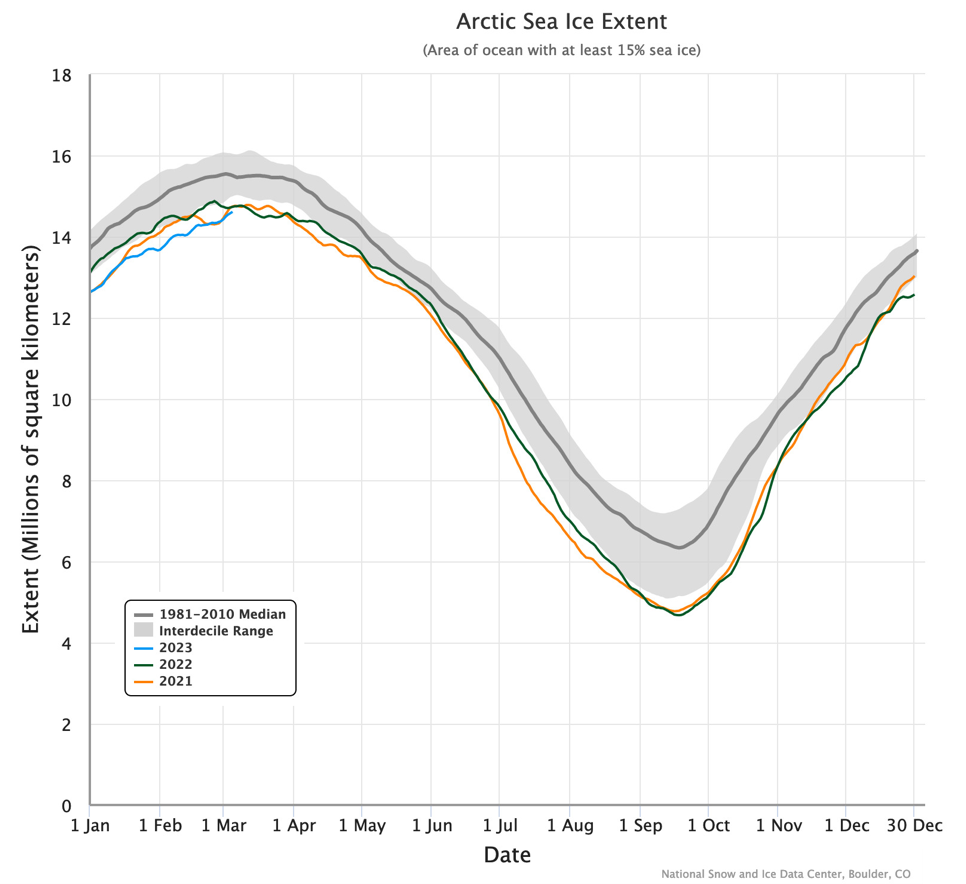 Arctic Sea Ice Extent
(Area of ocean with at least 15% sea ice)
Extent (Millions of square kilometers)
18
16
14
12
10
8
6
4
2
0
1981–2010 Median
Interdecile Range
2023
2022
2021
1 Jan 1 Feb 1 Mar 1 Apr 1 May 1 Jun 1 Jul 1 Aug 1 Sep 1 Oct 1 Nov 1 Dec 30 Dec
Date
National Snow and Ice Data Center, Boulder, CO